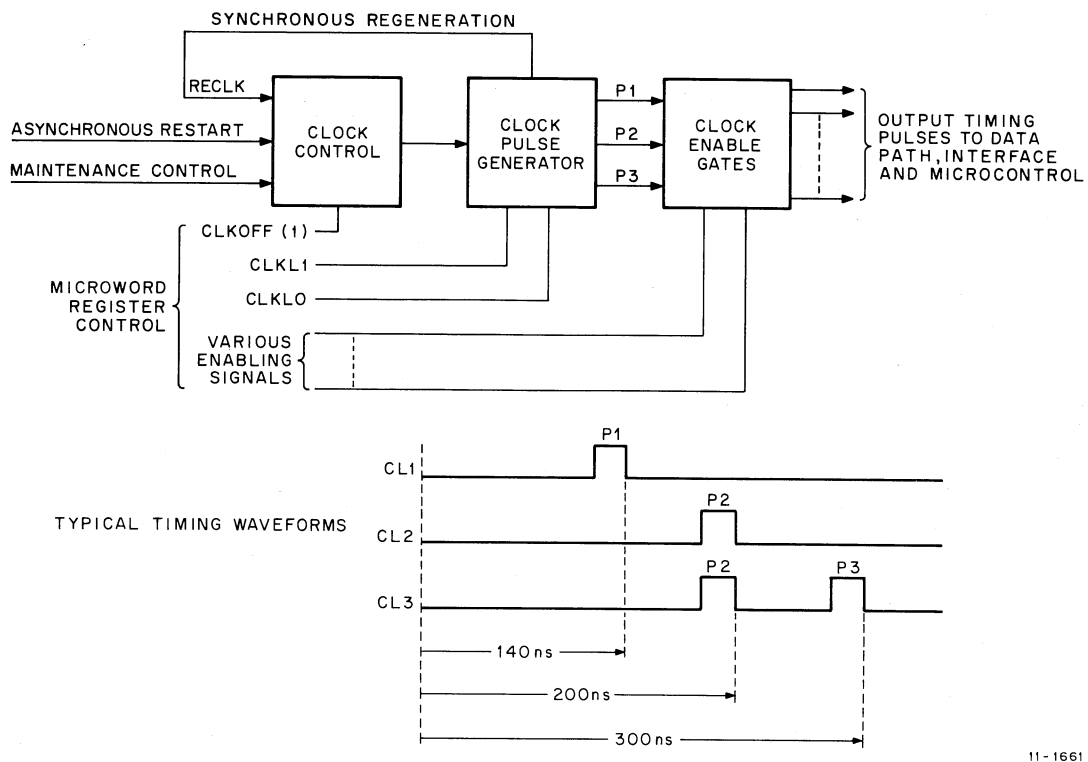 SYNCHRONOUS REGENERATION
RECLK
ASYNCHRONOUS RESTART
MAINTENANCE CONTROL
CLOCK
CONTROL
CLOCK
PULSE
GENERATOR
P1
P2
P3
CLOCK
ENABLE
GATES
OUTPUT TIMING
PULSES TO DATA
PATH, INTERFACE
AND MICROCONTROL
MICROWORD
REGISTER
CONTROL
CLKOFF (1)
CLKL1
CLKLO
VARIOUS
ENABLING
SIGNALS
TYPICAL TIMING WAVEFORMS
CL1
P1
CL2
P2
CL3
P2
P3
140ns
200ns
300ns
11-1661